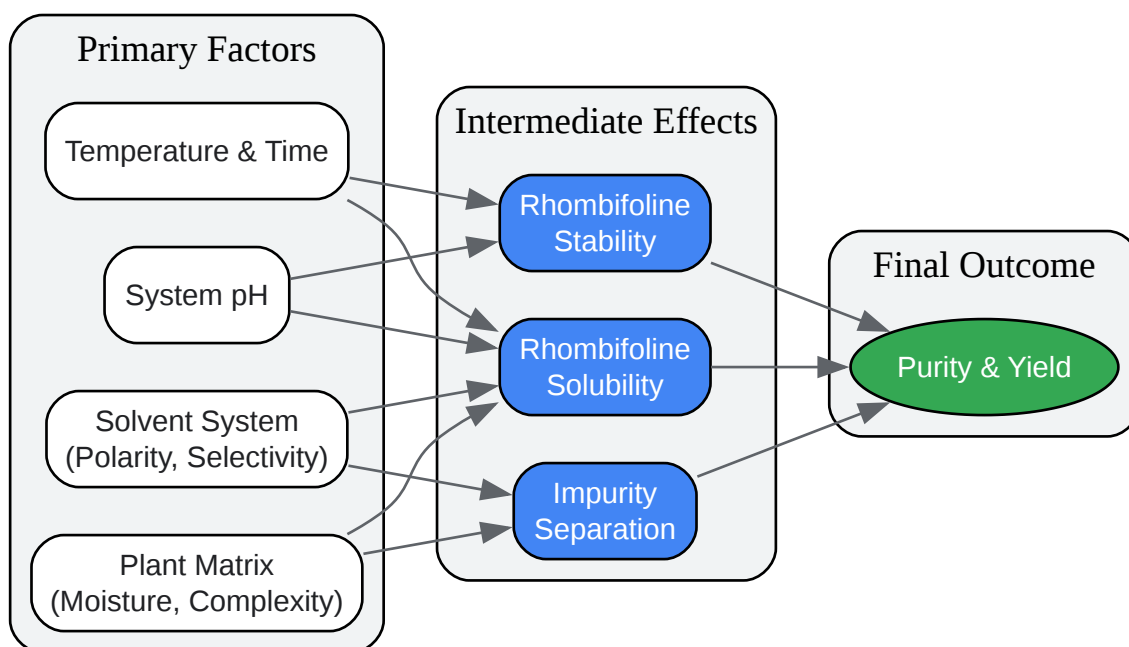 Primary Factors
Temperature & Time
System pH
Solvent System
(Polarity, Selectivity)
Plant Matrix
(Moisture, Complexity)
Intermediate Effects
Rhombifoline
Stability
Rhombifoline
Solubility
Impurity
Separation
Final Outcome
Purity & Yield